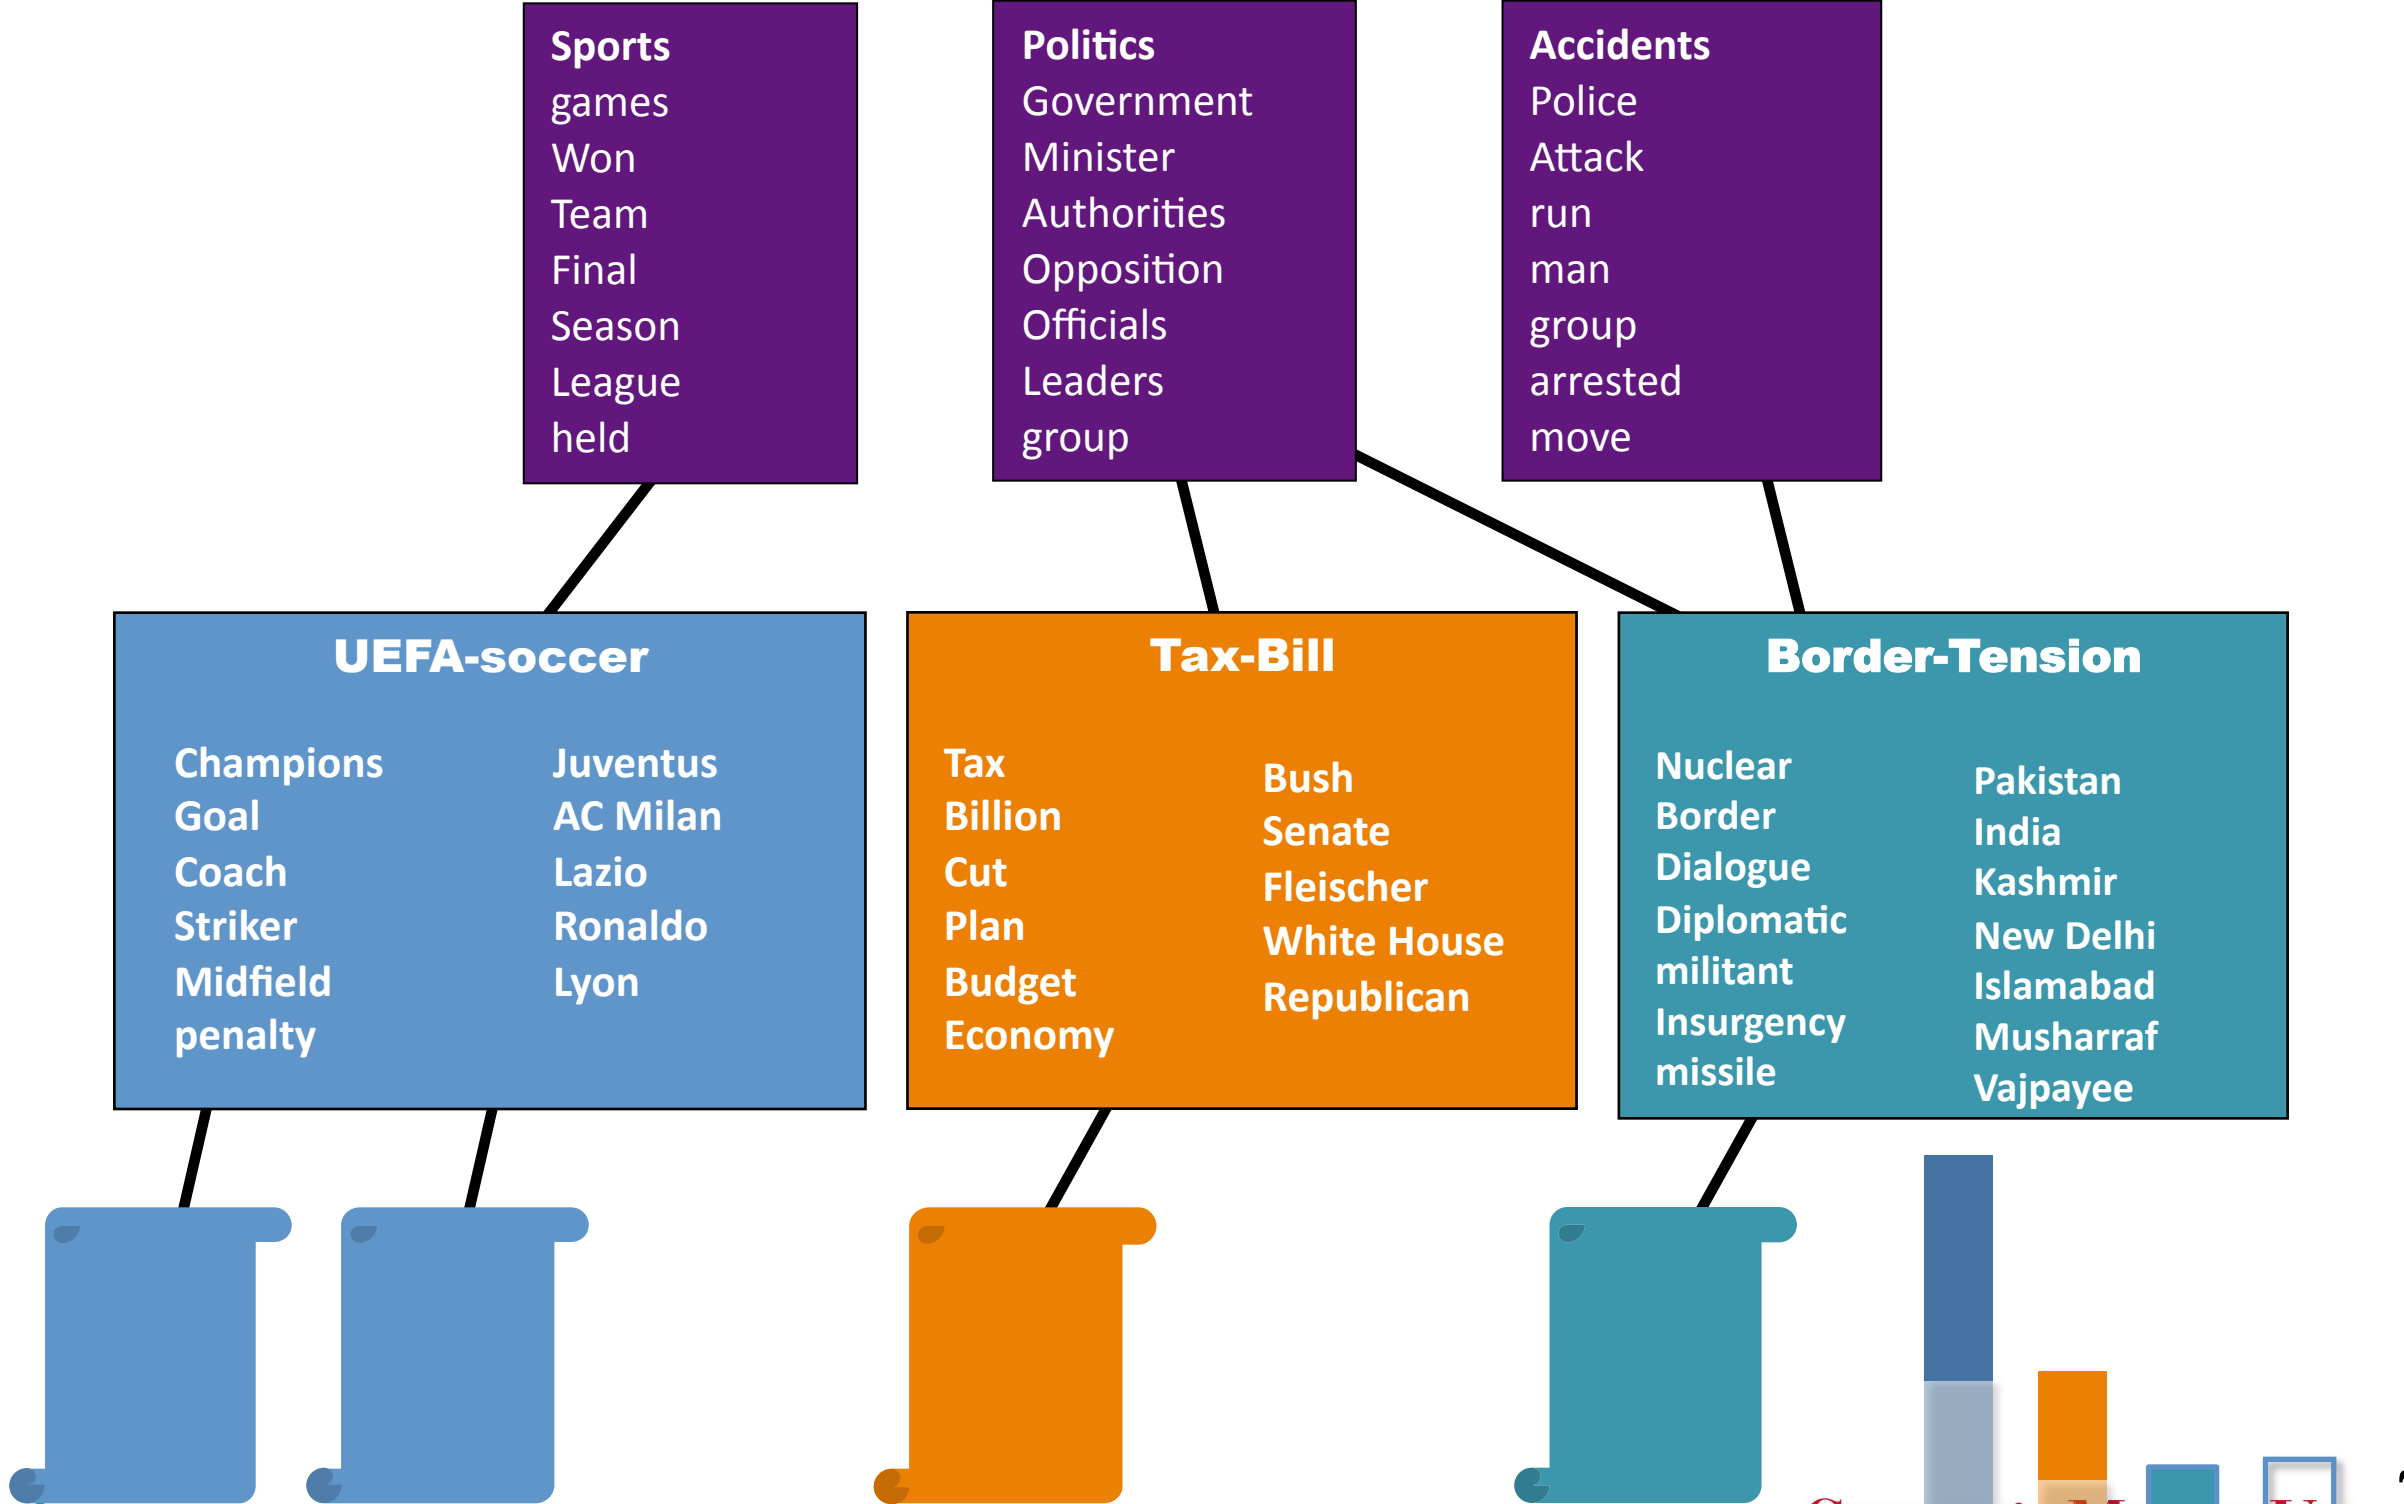 Sports
games
Won
Team
Final
Season
League
held
Politics
Government
Minister
Authorities
Opposition
Officials
Leaders
group
Accidents
Police
Attack
run
man
group
arrested
move
UEFA-soccer
Champions
Goal
Coach
Striker
Midfield
penalty
Juventus
AC Milan
Lazio
Ronaldo
Lyon
Tax-Bill
Tax
Billion
Cut
Plan
Budget
Economy
Bush
Senate
Fleischer
White House
Republican
Border-Tension
Nuclear
Border
Dialogue
Diplomatic
militant
Insurgency
missile
Pakistan
India
Kashmir
New Delhi
Islamabad
Musharraf
Vajpayee